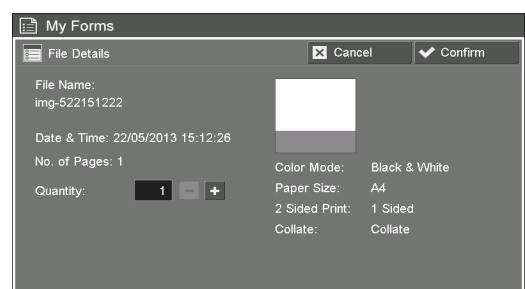 My Forms
File Details
Cancel
Confirm
File Name:
img-522151222
Date & Time: 22/05/2013 15:12:26
No. of Pages: 1
Quantity: 1
Color Mode: Black & White
Paper Size: A4
2 Sided Print: 1 Sided
Collate: Collate